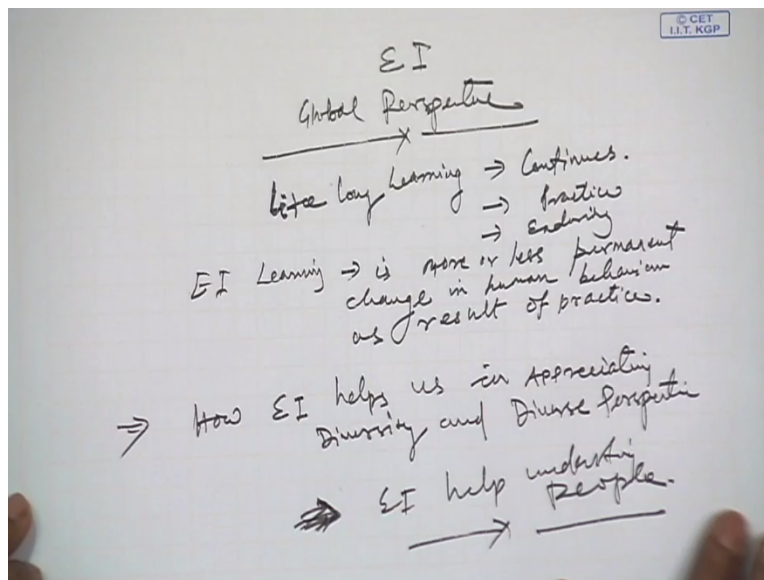 © CET
I.I.T. KGP
EI
Global Perspective
Life long Learning → Continues.
→ Practice
→ Enduring
EI Learning → is more or less permanent
change in human behaviour
as result of practice.
⇒ How EI helps us in Appreciating
Diversity and Diverse Perspective
⇒ EI help understing
people.